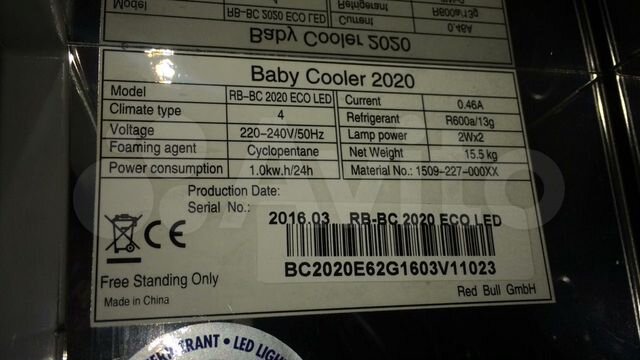 Baby Cooler 2020
Baby Cooler 2020
Model RB-BC 2020 ECO LED Current 0.46A
Climate type 4 Refrigerant R600a/13g
Voltage 220-240V/50Hz Lamp power 2Wx2
Foaming agent Cyclopentane Net Weight 15.5 kg
Power consumption 1.0kw.h/24h Material No.: 1509-227-000XX
Production Date:
Serial No.:
2016.03 RB-BC 2020 ECO LED
BC2020E62G1603V11023
CE
Free Standing Only
Made in China
Red Bull GmbH
Avito
RANT • LED LIGH